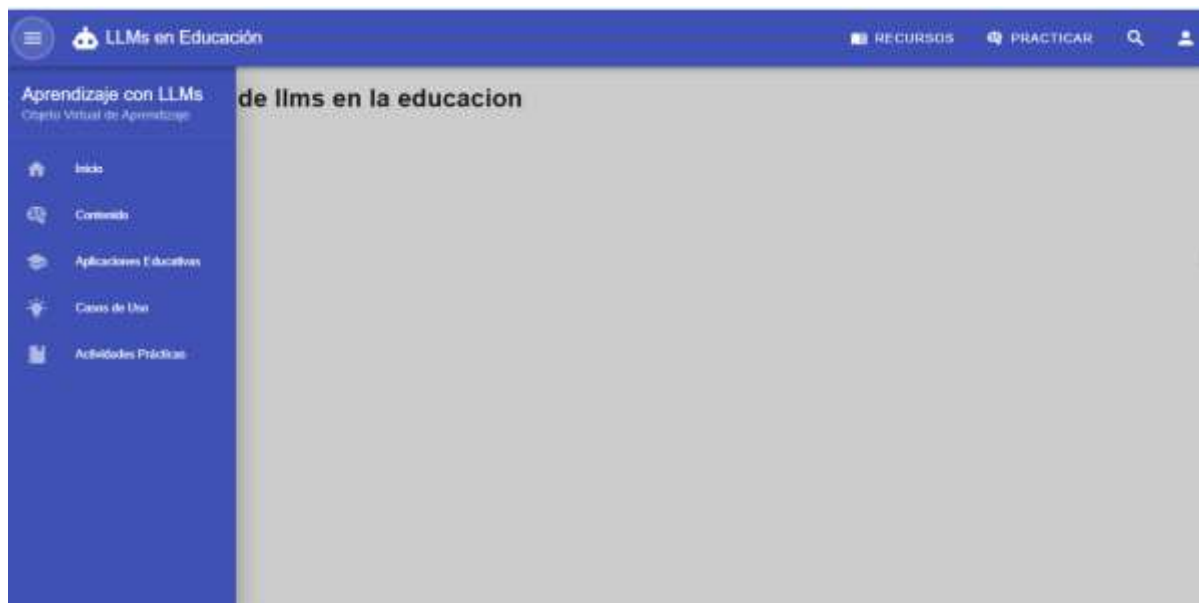 LLMs en Educación
RECURSOS
PRACTICAR
Aprendizaje con LLMs
Objeto Virtual de Aprendizaje
de llms en la educacion
Inicio
Contenido
Aplicaciones Educativas
Casos de Uso
Actividades Prácticas